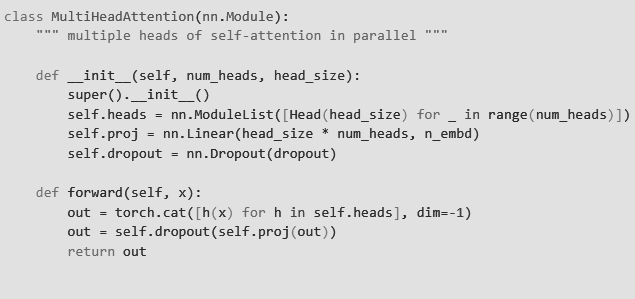 class MultiHeadAttention(nn.Module):
    """ multiple heads of self-attention in parallel """
    def __init__(self, num_heads, head_size):
        super().__init__()
        self.heads = nn.ModuleList([Head(head_size) for _ in range(num_heads)])
        self.proj = nn.Linear(head_size * num_heads, n_embd)
        self.dropout = nn.Dropout(dropout)
    def forward(self, x):
        out = torch.cat([h(x) for h in self.heads], dim=-1)
        out = self.dropout(self.proj(out))
        return out